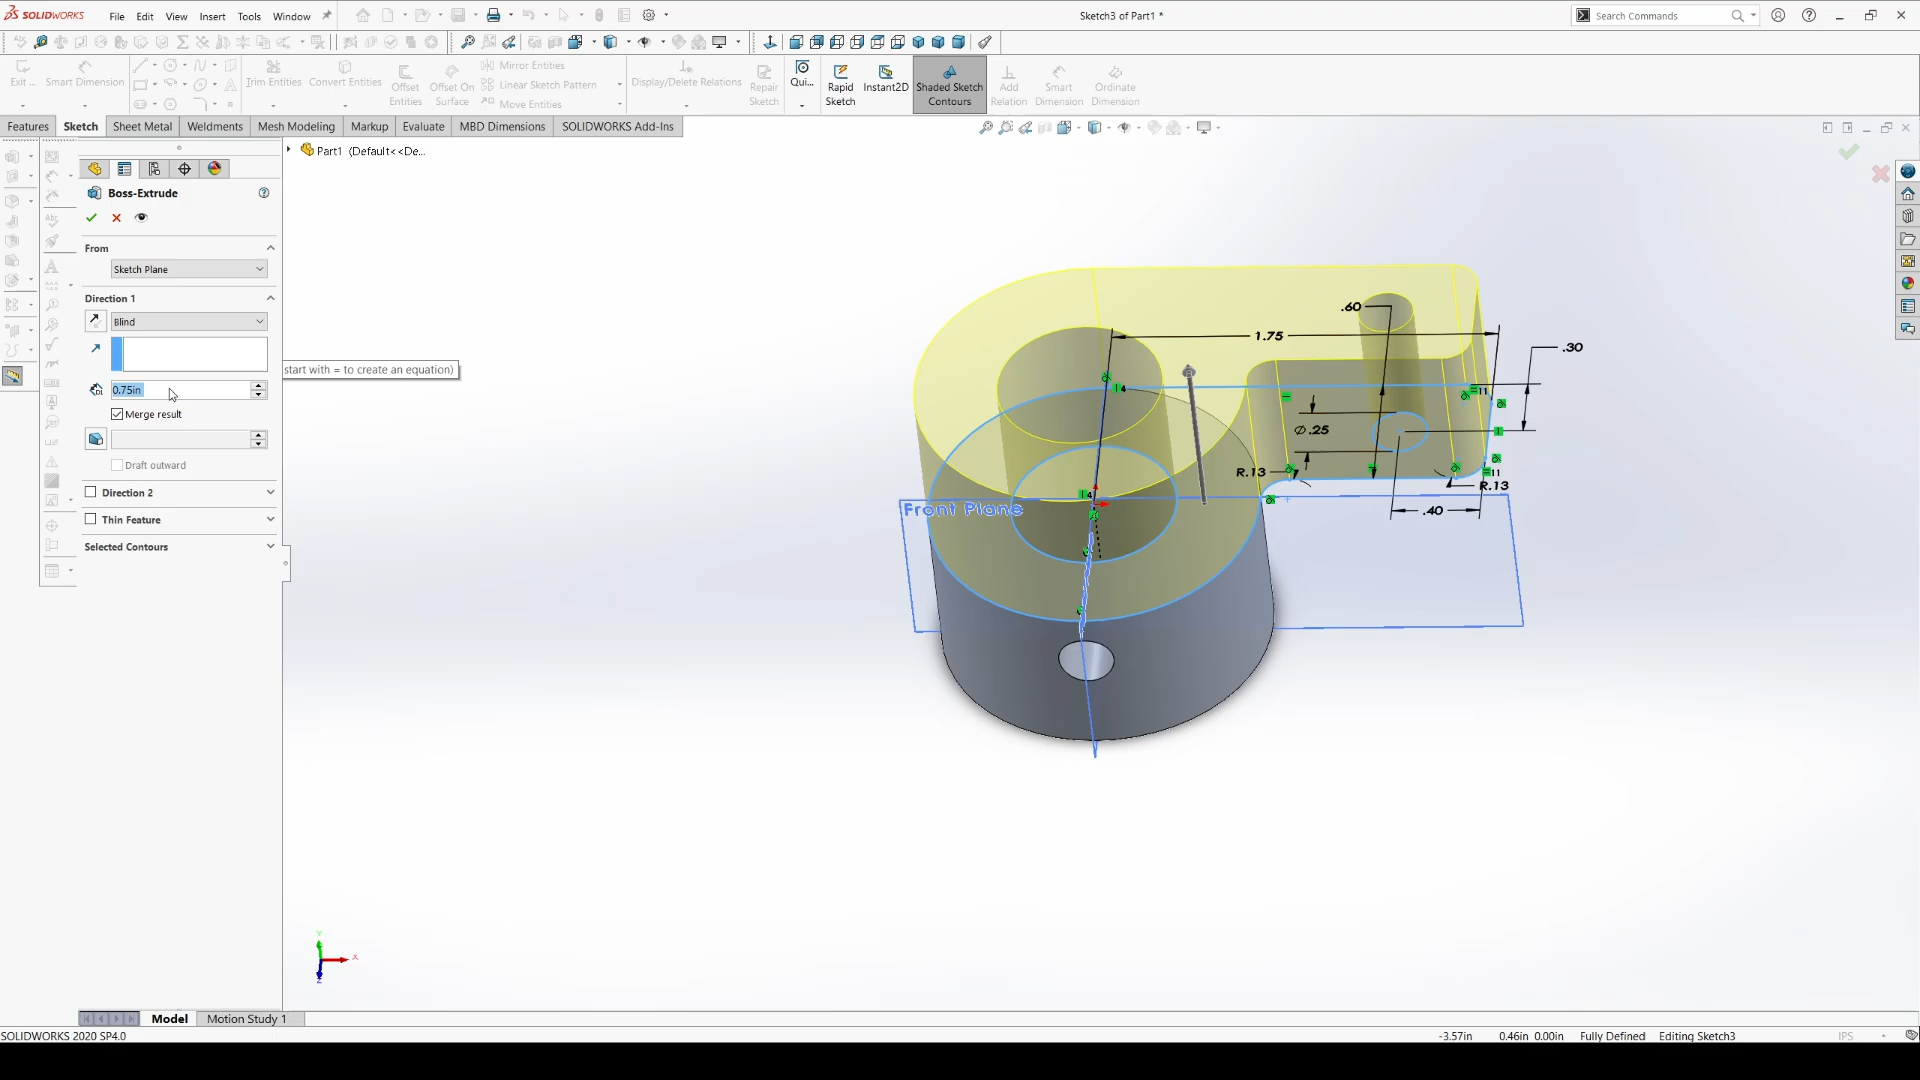 SOLIDWORKS File Edit View Insert Tools Window
Sketch3 of Part1 *
Search Commands
Exit ...
Smart Dimension
Trim Entities
Convert Entities
Offset Entities
Offset On Surface
Mirror Entities
Linear Sketch Pattern
Move Entities
Display/Delete Relations
Repair Sketch
Qui...
Rapid Sketch
Instant2D
Shaded Sketch Contours
Add Relation
Smart Dimension
Ordinate Dimension
Features Sketch Sheet Metal Weldments Mesh Modeling Markup Evaluate MBD Dimensions SOLIDWORKS Add-Ins
Part1 (Default<<De...
Boss-Extrude
From
Sketch Plane
Direction 1
Blind
start with = to create an equation)
0.75in
Merge result
Draft outward
Direction 2
Thin Feature
Selected Contours
.60
1.75
.30
Ø.25
R.13
R.13
.40
4
4
11
11
Front Plane
Y
X
Z
Model Motion Study 1
SOLIDWORKS 2020 SP4.0
-3.57in 0.46in 0.00in Fully Defined Editing Sketch3 IPS